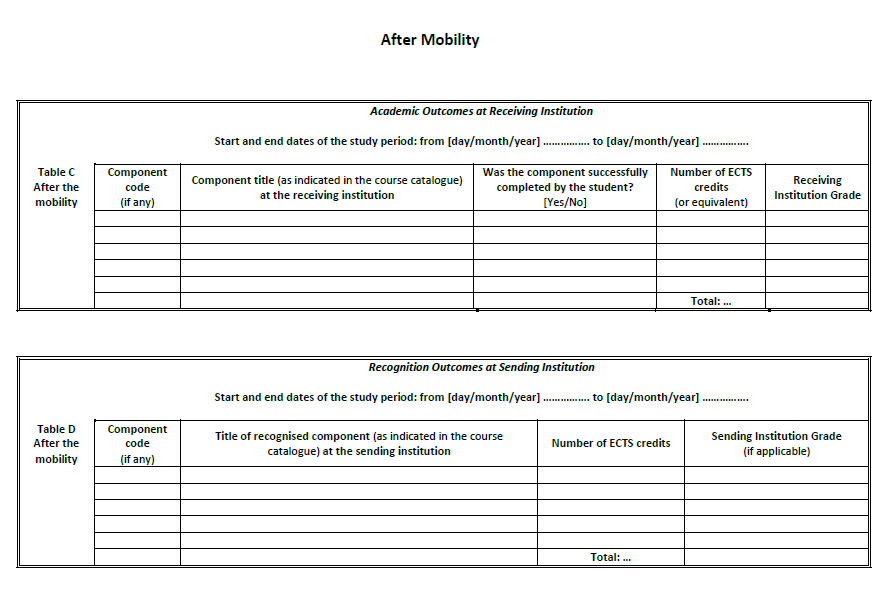 After Mobility
Academic Outcomes at Receiving Institution
Start and end dates of the study period: from [day/month/year] ............... to [day/month/year] ...............
Table C
After the
mobility
Component
code
(if any)
Component title (as indicated in the course catalogue)
at the receiving institution
Was the component successfully
completed by the student?
[Yes/No]
Number of ECTS
credits
(or equivalent)
Receiving
Institution Grade
Total: ...
Recognition Outcomes at Sending Institution
Start and end dates of the study period: from [day/month/year] ............... to [day/month/year] ...............
Table D
After the
mobility
Component
code
(if any)
Title of recognised component (as indicated in the course
catalogue) at the sending institution
Number of ECTS credits
Sending Institution Grade
(if applicable)
Total: ...